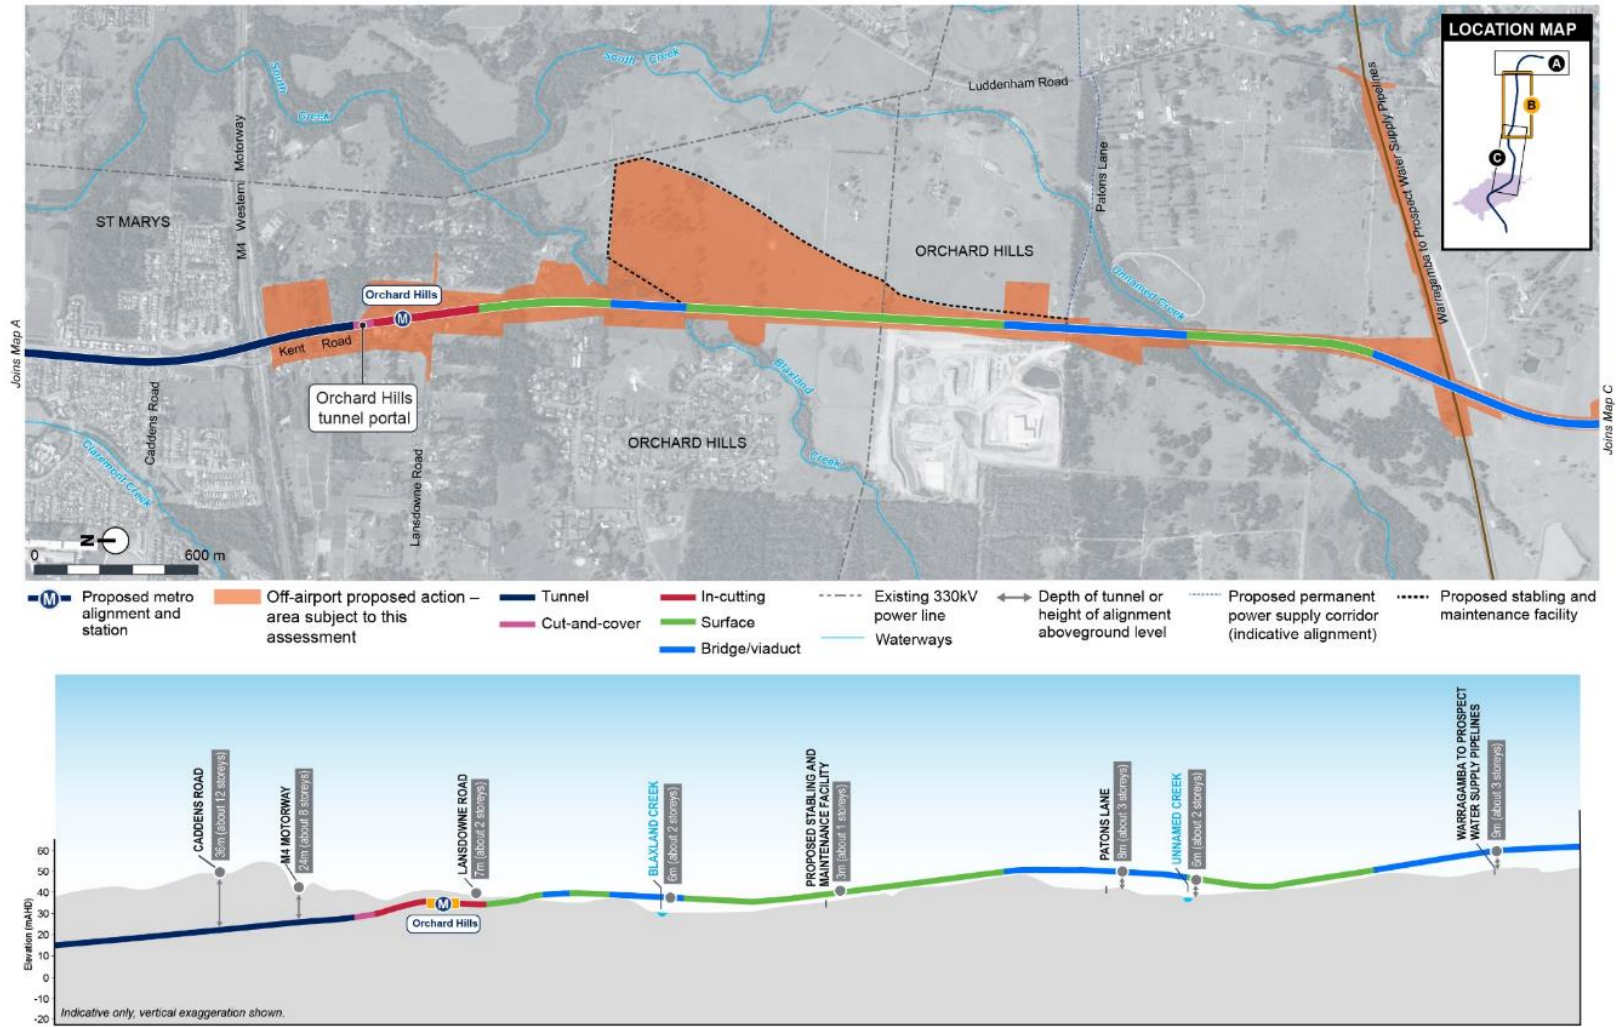 LOCATION MAP
A
B
C
South
Creek
South Creek
Luddenham Road
Warragamba to Prospect Water Supply Pipelines
Patons Lane
M4 Western Motorway
ST MARYS
ORCHARD HILLS
Unnamed Creek
Orchard Hills
M
Kent Road
Joins Map A
Orchard Hills
tunnel portal
Caddens Road
Blaxland
Creek
Joins Map C
ORCHARD HILLS
Claremont Creek
Lansdowne Road
N
0 600 m
M Proposed metro
alignment and
station
Off-airport proposed action –
area subject to this
assessment
Tunnel
Cut-and-cover
In-cutting
Surface
Bridge/viaduct
Existing 330kV
power line
Waterways
Depth of tunnel or
height of alignment
aboveground level
Proposed permanent
power supply corridor
(indicative alignment)
Proposed stabling and
maintenance facility
CADDENS ROAD
36m (about 12 storeys)
M4 MOTORWAY
24m (about 8 storeys)
LANSDOWNE ROAD
7m (about 2 storeys)
BLAXLAND CREEK
6m (about 2 storeys)
PROPOSED STABLING AND
MAINTENANCE FACILITY
3m (about 1 storeys)
PATONS LANE
8m (about 3 storeys)
UNNAMED CREEK
6m (about 2 storeys)
WARRAGAMBA TO PROSPECT
WATER SUPPLY PIPELINES
9m (about 3 storeys)
Elevation (mAHD)
60
50
40
30
20
10
0
-10
-20
M
Orchard Hills
Indicative only, vertical exaggeration shown.